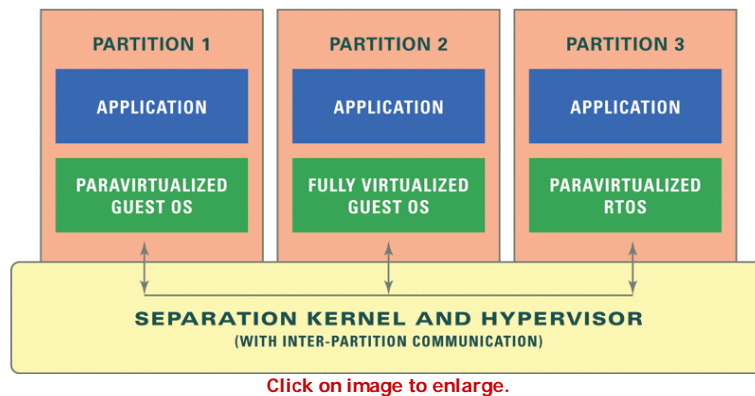 PARTITION 1
APPLICATION
PARAVIRTUALIZED
GUEST OS
PARTITION 2
APPLICATION
FULLY VIRTUALIZED
GUEST OS
PARTITION 3
APPLICATION
PARAVIRTUALIZED
RTOS
SEPARATION KERNEL AND HYPERVISOR
(WITH INTER-PARTITION COMMUNICATION)
Click on image to enlarge.